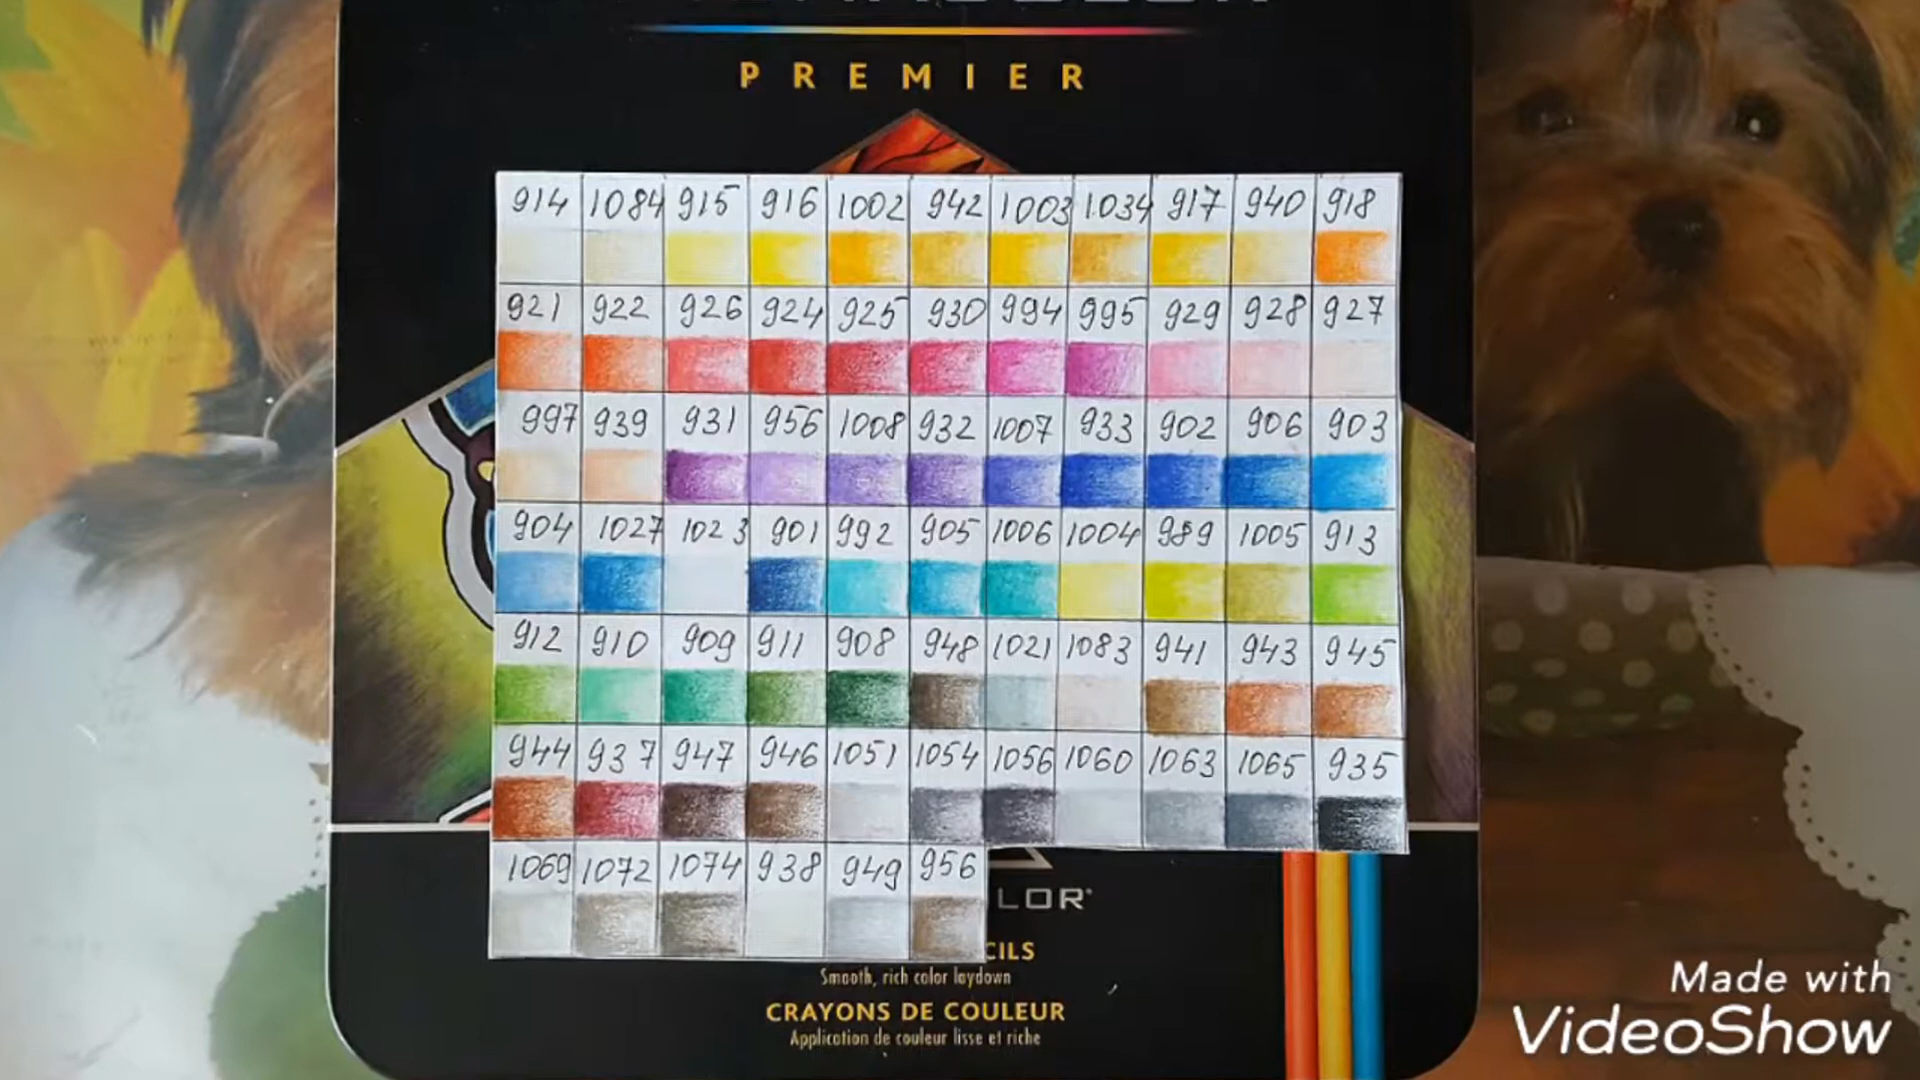 PREMIER
914 1084 915 916 1002 942 1003 1034 917 940 918
921 922 926 924 925 930 994 995 929 928 927
997 939 931 956 1008 932 1007 933 902 906 903
904 1027 1023 901 992 905 1006 1004 989 1005 913
912 910 909 911 908 948 1021 1083 941 943 945
944 937 947 946 1051 1054 1056 1060 1063 1065 935
1069 1072 1074 938 949 956
LOR
CILS
Smooth, rich color laydown
CRAYONS DE COULEUR
Application de couleur lisse et riche
Made with
VideoShow